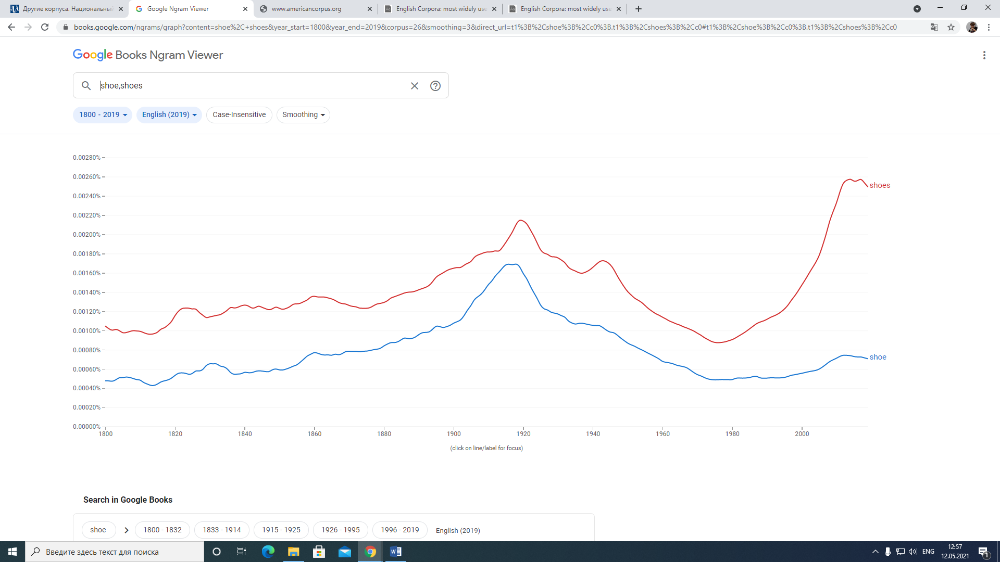 Другие корпуса. Национальный
Google Ngram Viewer
www.americancorpus.org
English Corpora: most widely use
English Corpora: most widely use
books.google.com/ngrams/graph?content=shoe%2C+shoes&year_start=1800&year_end=2019&corpus=26&smoothing=3&direct_url=t1%3B%2Cshoe%3B%2Cc0%3B.t1%3B%2Cshoes%3B%2Cc0#t1%3B%2Cshoe%3B%2Cc0%3B.t1%3B%2Cshoes%3B%2Cc0
Google Books Ngram Viewer
shoe,shoes
1800 - 2019
English (2019)
Case-Insensitive
Smoothing
0.00280%
0.00260%
0.00240%
0.00220%
0.00200%
0.00180%
0.00160%
0.00140%
0.00120%
0.00100%
0.00080%
0.00060%
0.00040%
0.00020%
0.00000%
shoes
shoe
1800 1820 1840 1860 1880 1900 1920 1940 1960 1980 2000
(click on line/label for focus)
Search in Google Books
shoe
1800 - 1832
1833 - 1914
1915 - 1925
1926 - 1995
1996 - 2019
English (2019)
Введите здесь текст для поиска
ENG
12:57
12.05.2021
1